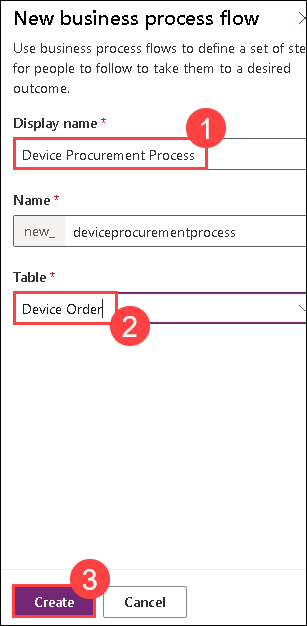 New business process flow
Use business process flows to define a set of ste
for people to follow to take them to a desired
outcome.
Display name *
1
Device Procurement Process
Name *
new_ deviceprocurementprocess
Table *
Device Order
2
3
Create Cancel